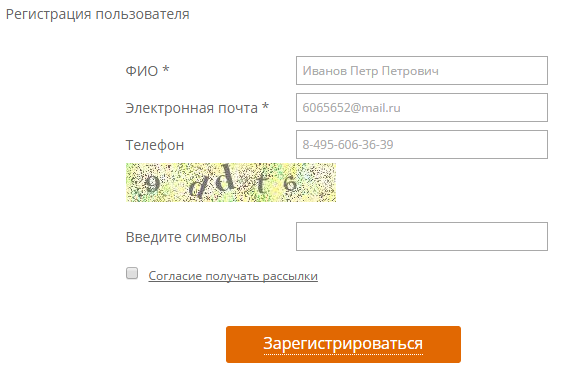 Регистрация пользователя
ФИО * Иванов Петр Петрович
Электронная почта * 6065652@mail.ru
Телефон 8-495-606-36-39
9qdt6
Введите символы
Согласие получать рассылки
Зарегистрироваться